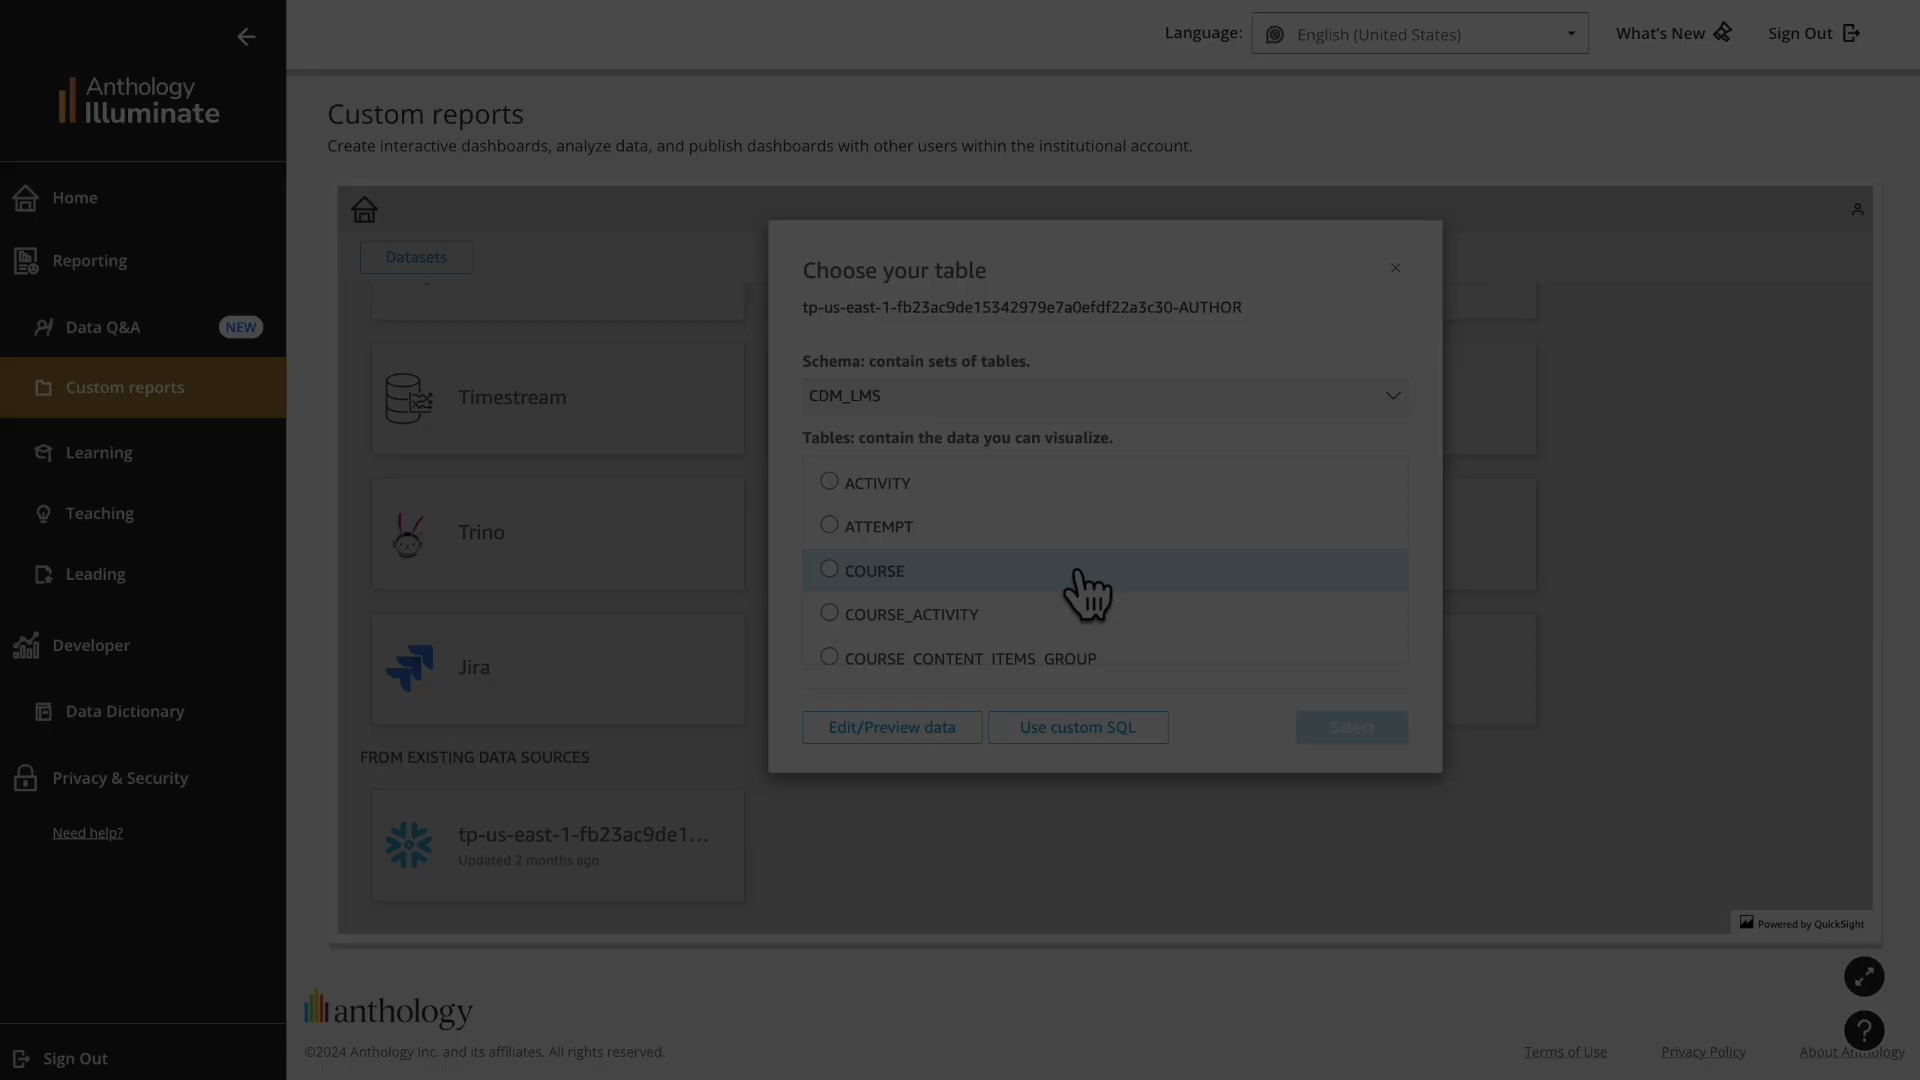 Anthology
Illuminate
Home
Reporting
Data Q&A
NEW
Custom reports
Learning
Teaching
Leading
Developer
Data Dictionary
Privacy & Security
Need help?
Sign Out
Language:
English (United States)
What's New
Sign Out
Custom reports
Create interactive dashboards, analyze data, and publish dashboards with other users within the institutional account.
Datasets
Timestream
Trino
Jira
FROM EXISTING DATA SOURCES
tp-us-east-1-fb23ac9de1...
Updated 2 months ago
Choose your table
tp-us-east-1-fb23ac9de15342979e7a0efdf22a3c30-AUTHOR
Schema: contain sets of tables.
CDM_LMS
Tables: contain the data you can visualize.
ACTIVITY
ATTEMPT
COURSE
COURSE_ACTIVITY
COURSE_CONTENT_ITEMS_GROUP
Edit/Preview data
Use custom SQL
Select
Powered by QuickSight
anthology
©2024 Anthology Inc. and its affiliates. All rights reserved.
Terms of Use
Privacy Policy
About Anthology